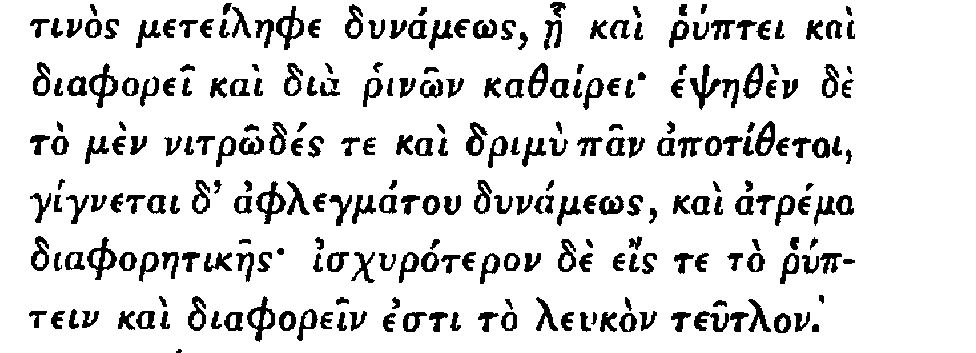 τινὸς μετείληφε δυνάμεως, ᾗ καὶ ῥύπτει καὶ
διαφορεῖ καὶ διὰ ῥινῶν καθαίρει· ἑψηθὲν δὲ
τὸ μὲν νιτρῶδές τε καὶ δριμὺ πᾶν ἀποτίθεται,
γίγνεται δ’ ἀφλεγμάτου δυνάμεως, καὶ ἀτρέμα
διαφορητικῆς· ἰσχυρότερον δὲ εἴς τε τὸ ῥύπ-
τειν καὶ διαφορεῖν ἐστι τὸ λευκὸν τεῦτλον.